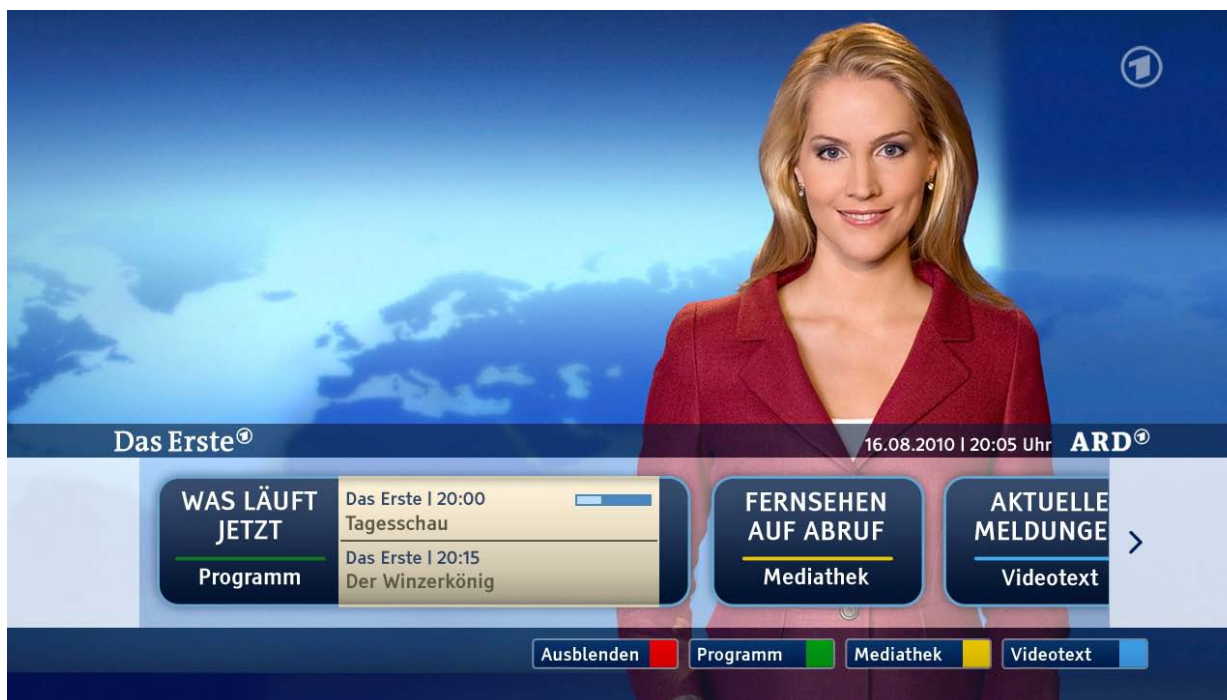 Das Erste
16.08.2010 | 20:05 Uhr ARD
WAS LÄUFT
JETZT
Programm
Das Erste | 20:00
Tagesschau
Das Erste | 20:15
Der Winzerkönig
FERNSEHEN
AUF ABRUF
Mediathek
AKTUELLE
MELDUNGE
Videotext
Ausblenden Programm Mediathek Videotext